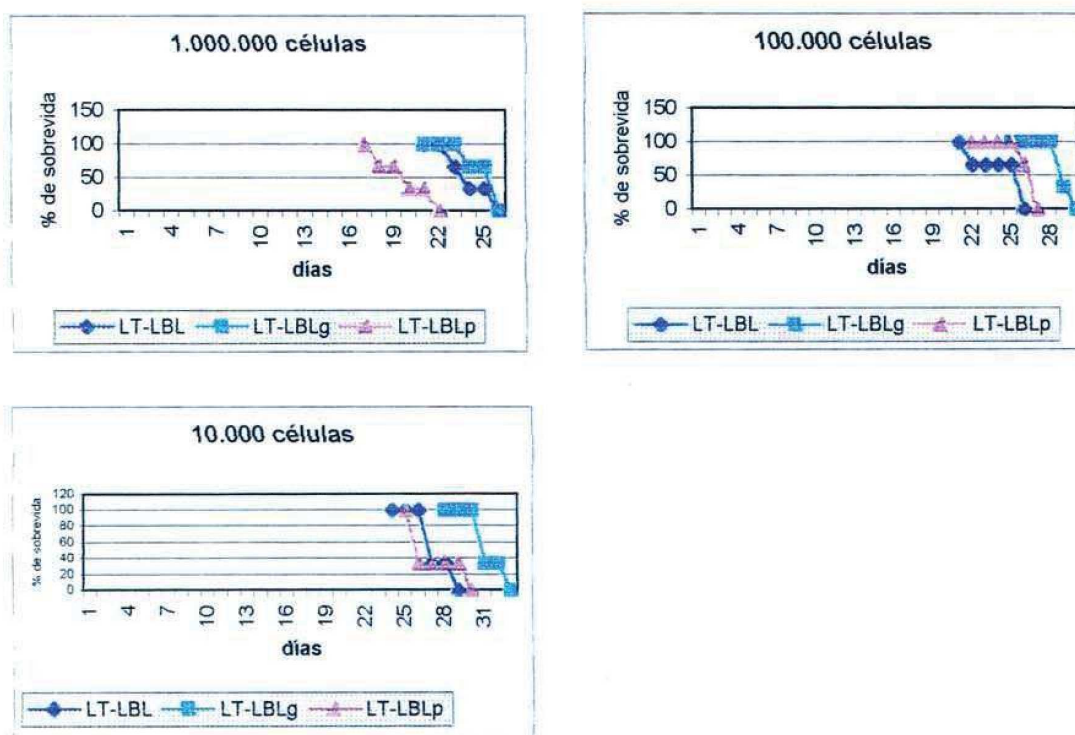 1.000.000 células
% de sobrevida
150
100
50
0
1 4 7 10 13 16 19 22 25
días
LT-LBL LT-LBLg LT-LBLp
100.000 células
% de sobrevida
150
100
50
0
1 4 7 10 13 16 19 22 25 28
días
LT-LBL LT-LBLg LT-LBLp
10.000 células
% de sobrevida
120
100
80
60
40
20
0
1 4 7 10 13 16 19 22 25 28 31
días
LT-LBL LT-LBLg LT-LBLp